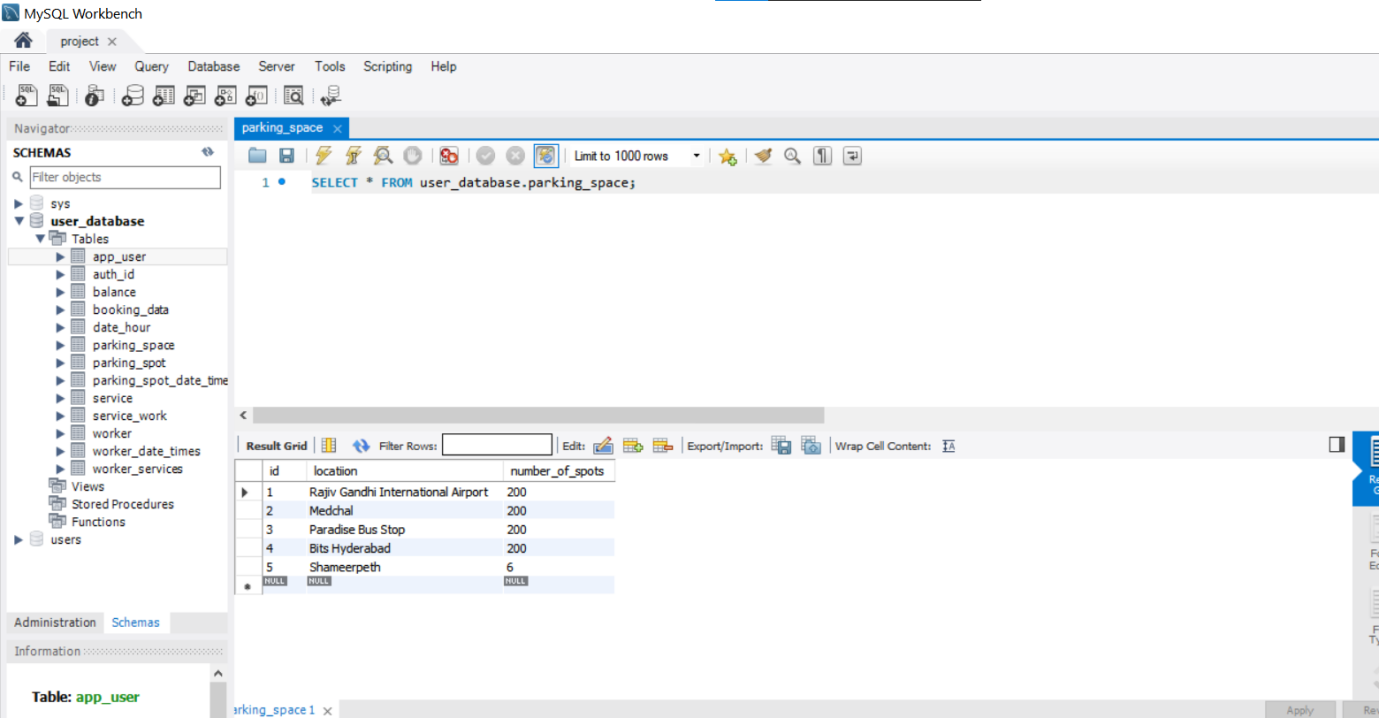 MySQL Workbench
project
File Edit View Query Database Server Tools Scripting Help
Navigator
parking_space
SCHEMAS
Limit to 1000 rows
Filter objects
1 SELECT * FROM user_database.parking_space;
sys
user_database
Tables
app_user
auth_id
balance
booking_data
date_hour
parking_space
parking_spot
parking_spot_date_time
service
service_work
worker
worker_date_times
worker_services
Views
Stored Procedures
Functions
users
Result Grid Filter Rows: Edit: Export/Import: Wrap Cell Content:
id locatiion number_of_spots
1 Rajiv Gandhi International Airport 200
2 Medchal 200
3 Paradise Bus Stop 200
4 Bits Hyderabad 200
5 Shameerpeth 6
NULL NULL NULL
Administration Schemas
Information
Table: app_user
arking_space 1
Apply